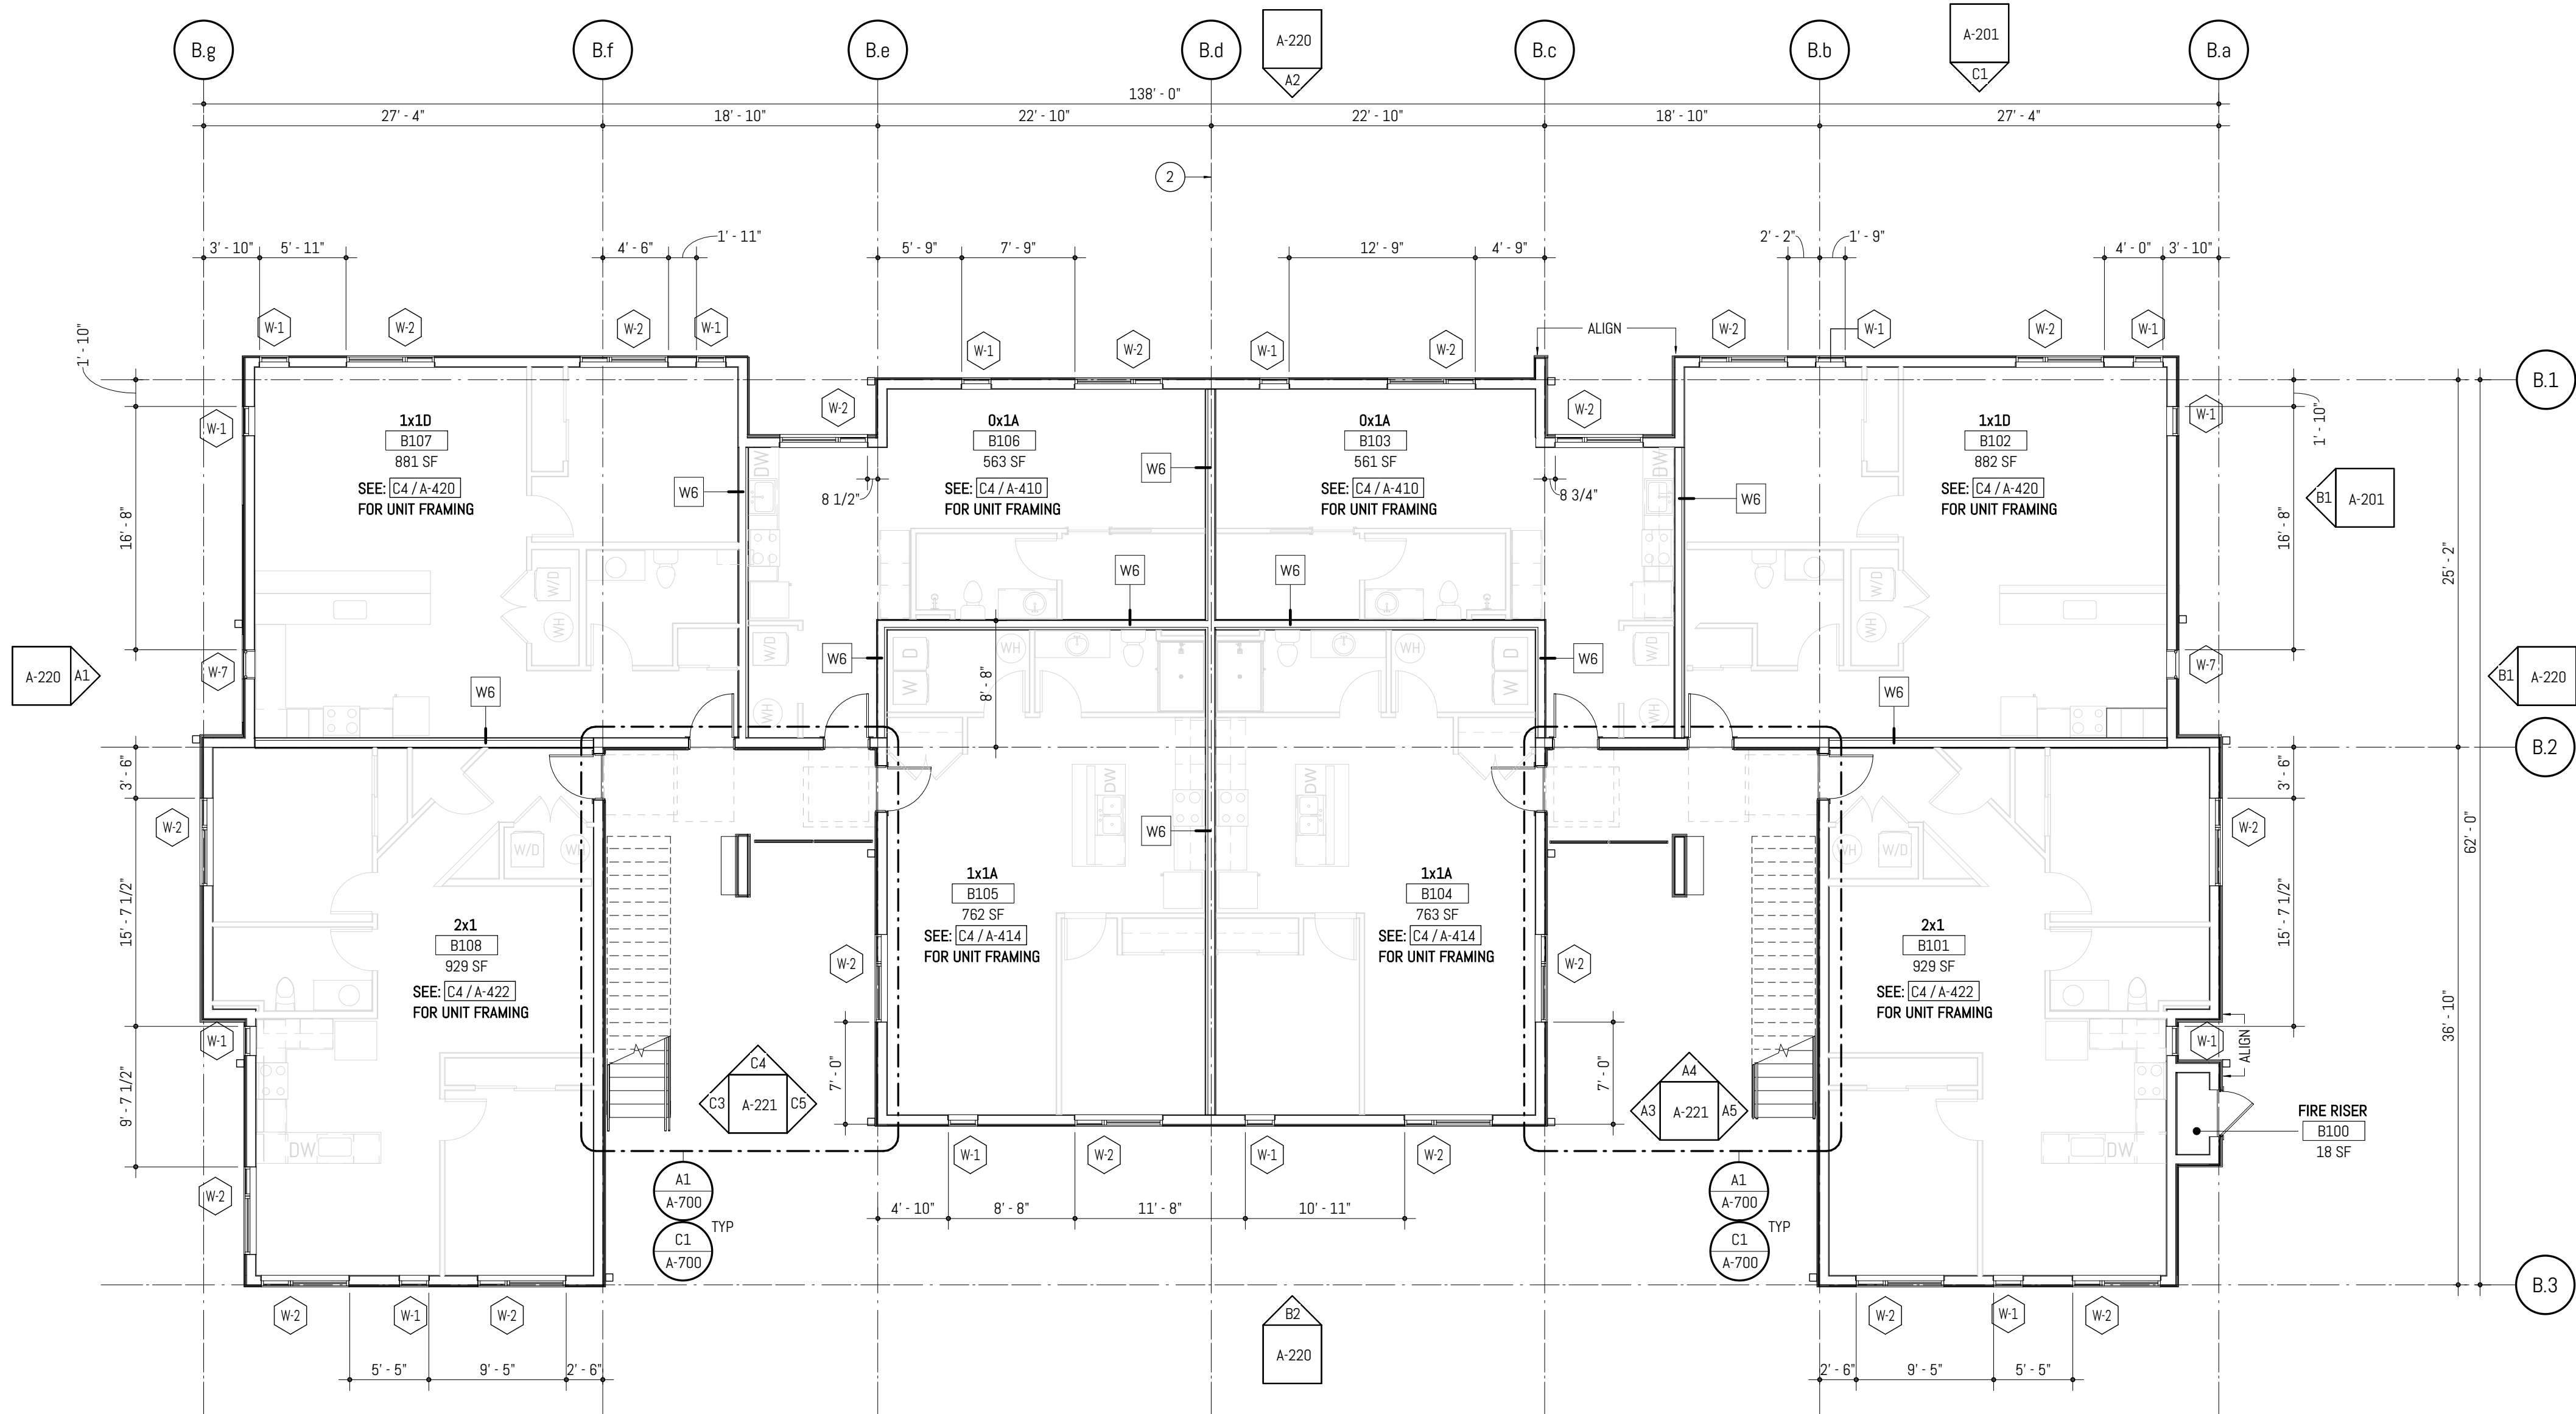 B.g
B.f
B.e
B.d
A-220
A2
B.c
B.b
A-201
C1
B.a
138' - 0"
27' - 4"
18' - 10"
22' - 10"
22' - 10"
18' - 10"
27' - 4"
2
3' - 10"
5' - 11"
4' - 6"
1' - 11"
5' - 9"
7' - 9"
12' - 9"
4' - 9"
2' - 2"
1' - 9"
4' - 0"
3' - 10"
W-1
W-2
W-2
W-1
W-1
W-2
W-1
W-2
ALIGN
W-2
W-1
W-2
W-1
1' - 10"
B.1
W-2
W-2
W-1
W-1
1' - 10"
1x1D
B107
881 SF
SEE: C4 / A-420
FOR UNIT FRAMING
0x1A
B106
563 SF
SEE: C4 / A-410
FOR UNIT FRAMING
0x1A
B103
561 SF
SEE: C4 / A-410
FOR UNIT FRAMING
1x1D
B102
882 SF
SEE: C4 / A-420
FOR UNIT FRAMING
W6
DW
8 1/2"
W6
8 3/4"
DW
W6
B1
A-201
16' - 8"
16' - 8"
25' - 2"
W/D
WH
W6
W6
W/D
WH
A-220
A1
W-7
W6
W/D
WH
W6
D
W
WH
8' - 8"
WH
D
W
W6
W/D
WH
W6
W-7
B1
A-220
B.2
3' - 6"
3' - 6"
W-2
W/D
DW
W6
DW
WH
W/D
W-2
62' - 0"
15' - 7 1/2"
15' - 7 1/2"
2x1
B108
929 SF
SEE: C4 / A-422
FOR UNIT FRAMING
1x1A
B105
762 SF
SEE: C4 / A-414
FOR UNIT FRAMING
1x1A
B104
763 SF
SEE: C4 / A-414
FOR UNIT FRAMING
2x1
B101
929 SF
SEE: C4 / A-422
FOR UNIT FRAMING
W-2
W-2
36' - 10"
W-1
W-1
ALIGN
9' - 7 1/2"
C4
C3
A-221
C5
7' - 0"
7' - 0"
A4
A3
A-221
A5
FIRE RISER
B100
18 SF
DW
DW
W-2
W-1
W-2
W-1
W-2
A1
A-700
TYP
C1
A-700
4' - 10"
8' - 8"
11' - 8"
10' - 11"
A1
A-700
TYP
C1
A-700
B.3
W-2
W-1
W-2
B2
A-220
W-2
W-1
W-2
5' - 5"
9' - 5"
2' - 6"
2' - 6"
9' - 5"
5' - 5"